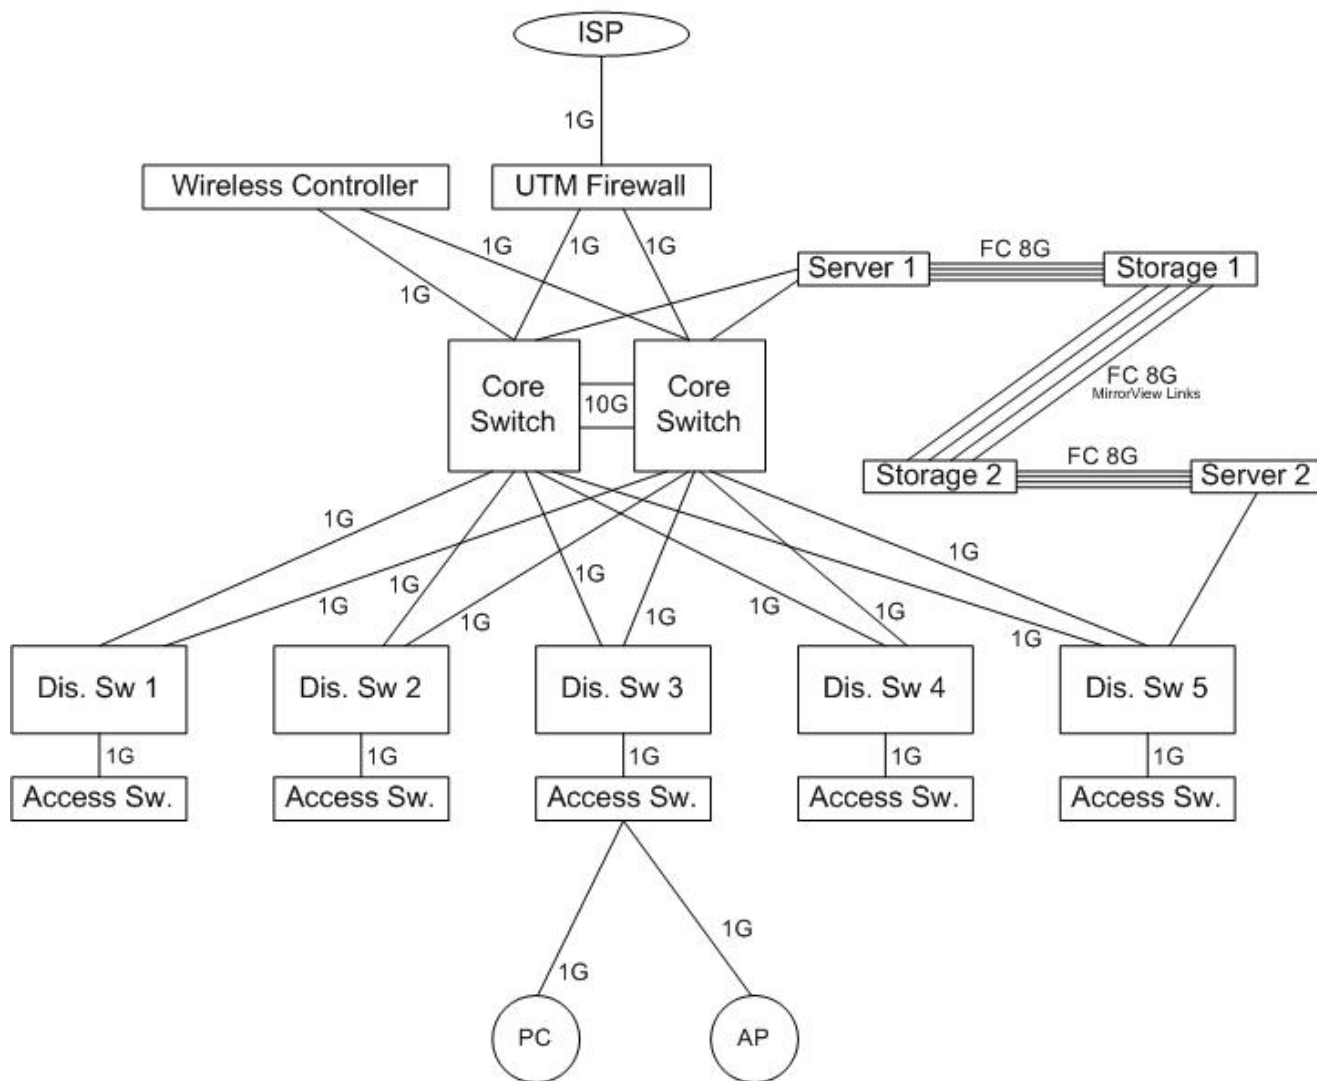 ISP
1G
Wireless Controller
UTM Firewall
1G
1G
1G
1G
Server 1
FC 8G
Storage 1
Core
Switch
10G
Core
Switch
FC 8G
MirrorView Links
Storage 2
FC 8G
Server 2
1G
1G
1G
1G
1G
1G
1G
1G
1G
1G
Dis. Sw 1
Dis. Sw 2
Dis. Sw 3
Dis. Sw 4
Dis. Sw 5
1G
1G
1G
1G
1G
Access Sw.
Access Sw.
Access Sw.
Access Sw.
Access Sw.
1G
1G
PC
AP